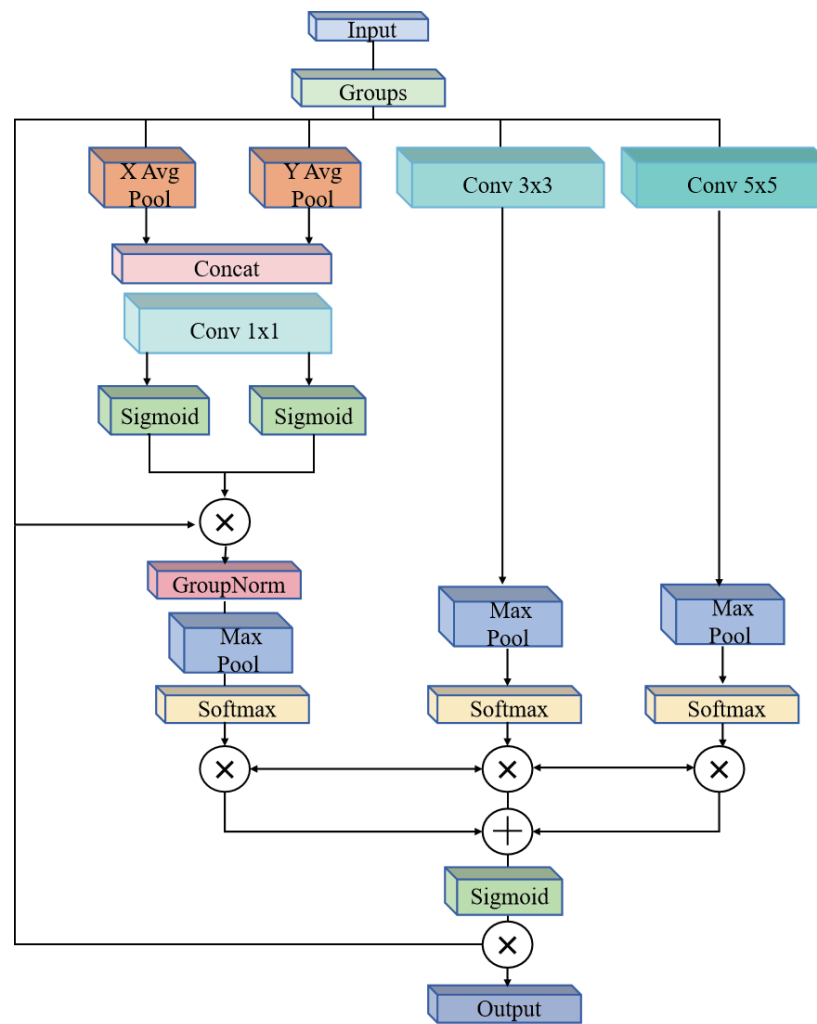 Input
Groups
X Avg
Pool
Y Avg
Pool
Conv 3x3
Conv 5x5
Concat
Conv 1x1
Sigmoid
Sigmoid
×
GroupNorm
Max
Pool
Max
Pool
Max
Pool
Softmax
Softmax
Softmax
×
×
×
+
Sigmoid
×
Output